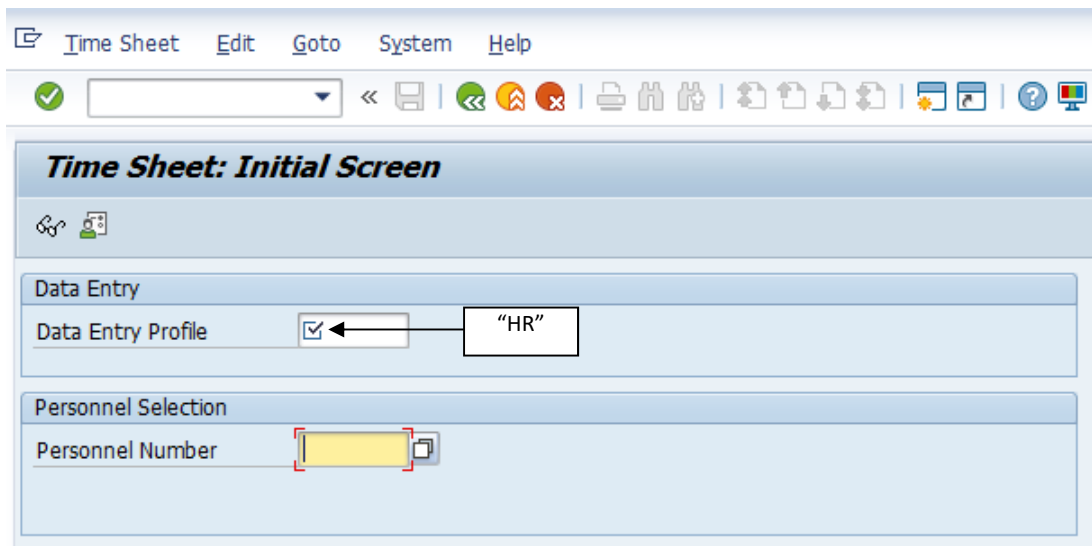 Time Sheet Edit Goto System Help
Time Sheet: Initial Screen
Data Entry
Data Entry Profile
“HR”
Personnel Selection
Personnel Number